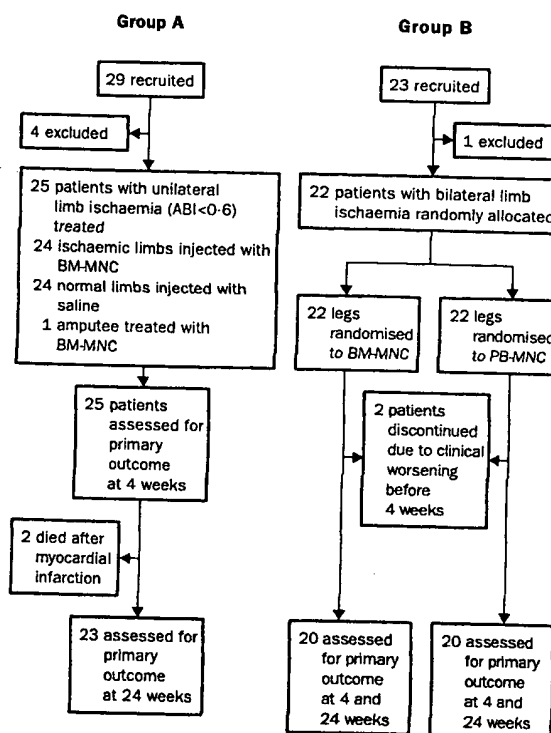 Group A
29 recruited
4 excluded
25 patients with unilateral
limb ischaemia (ABI<0·6)
treated
24 ischaemic limbs injected with
BM-MNC
24 normal limbs injected with
saline
1 amputee treated with
BM-MNC
25 patients
assessed for
primary
outcome
at 4 weeks
2 died after
myocardial
infarction
23 assessed for
primary
outcome
at 24 weeks
Group B
23 recruited
1 excluded
22 patients with bilateral limb
ischaemia randomly allocated
22 legs
randomised
to BM-MNC
22 legs
randomised
to PB-MNC
2 patients
discontinued
due to clinical
worsening
before
4 weeks
20 assessed
for primary
outcome
at 4 and
24 weeks
20 assessed
for primary
outcome
at 4 and
24 weeks